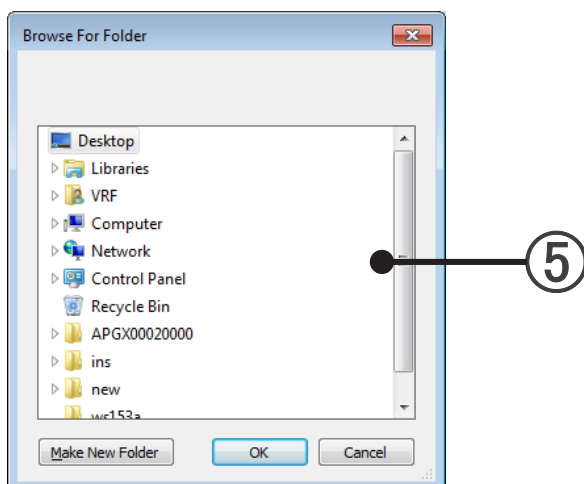 Browse For Folder
Desktop
Libraries
VRF
Computer
Network
⑤
Control Panel
Recycle Bin
APGX00020000
ins
new
ws153a
Make New Folder
OK
Cancel